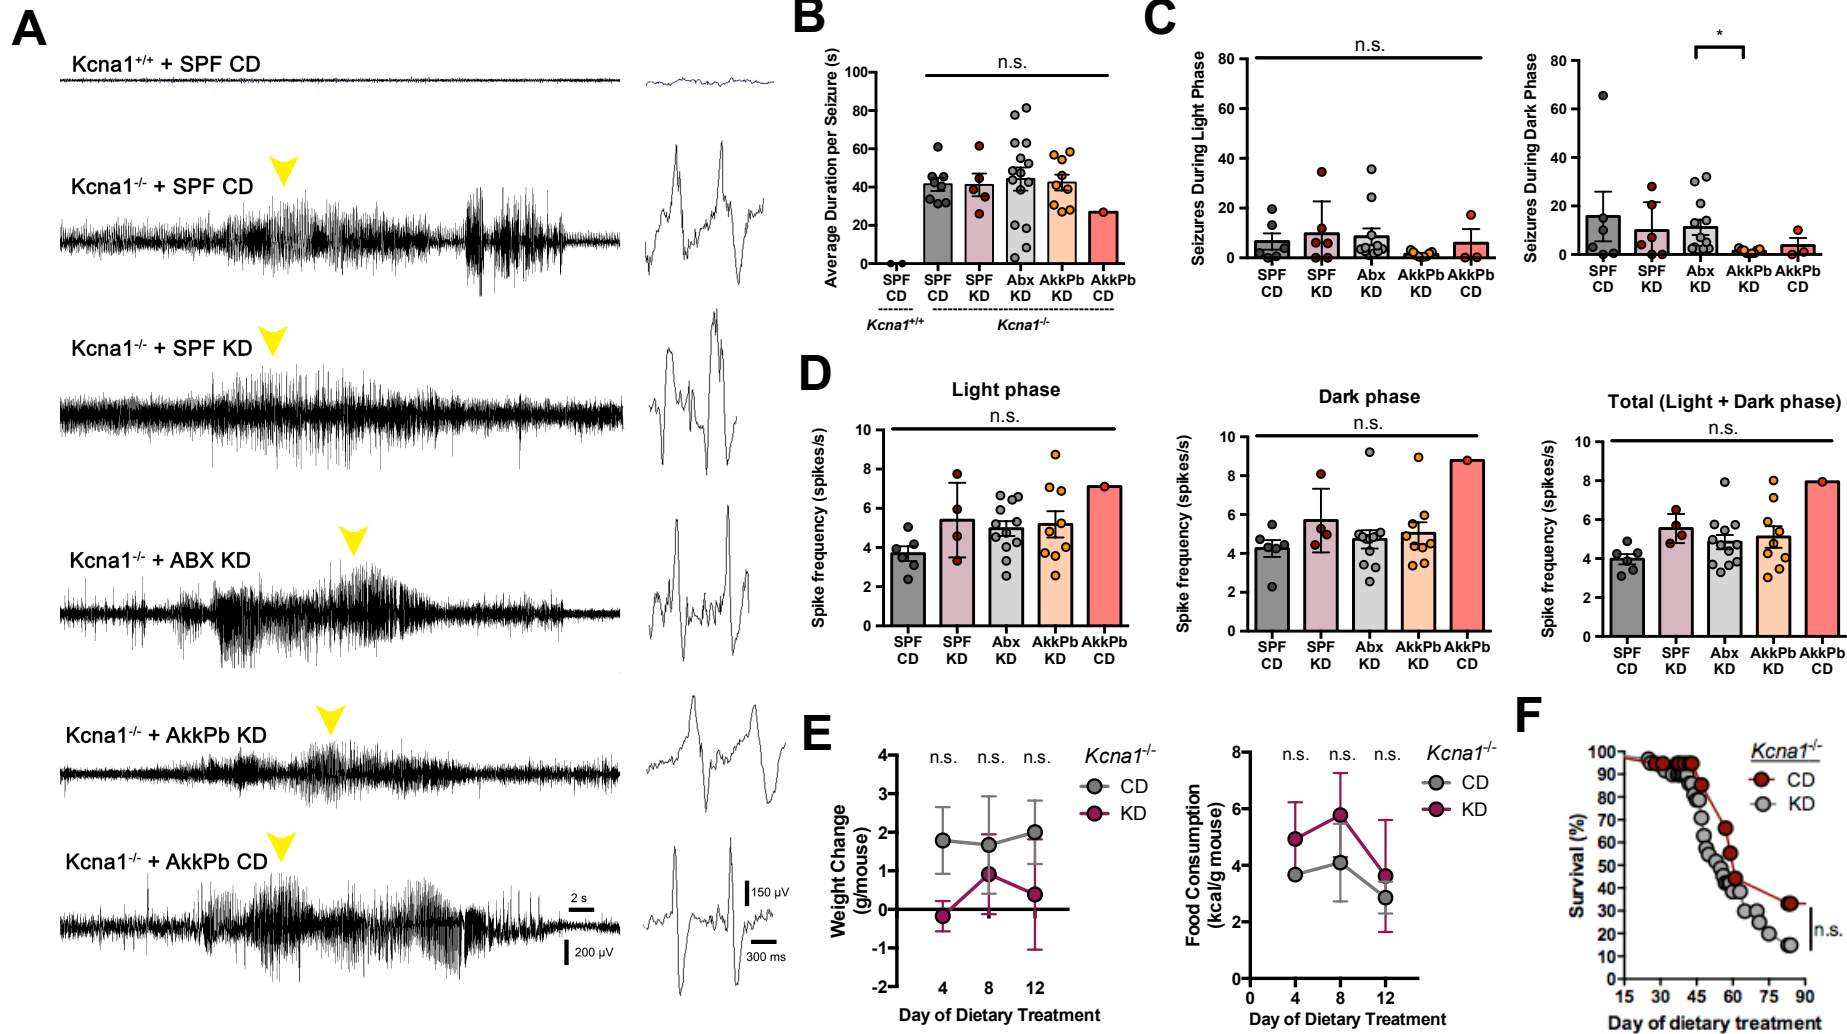 A
Kcna1+/+ + SPF CD
Kcna1-/- + SPF CD
Kcna1-/- + SPF KD
Kcna1-/- + ABX KD
Kcna1-/- + AkkPb KD
Kcna1-/- + AkkPb CD
2 s
200 µV
150 µV
300 ms
B
n.s.
Average Duration per Seizure (s)
100
80
60
40
20
0
SPF CD
SPF CD
SPF KD
Abx KD
AkkPb KD
AkkPb CD
Kcna1+/+
Kcna1-/-
C
n.s.
Seizures During Light Phase
80
60
40
20
0
SPF CD
SPF KD
Abx KD
AkkPb KD
AkkPb CD
*
Seizures During Dark Phase
80
60
40
20
0
SPF CD
SPF KD
Abx KD
AkkPb KD
AkkPb CD
D
Light phase
n.s.
Spike frequency (spikes/s)
10
8
6
4
2
0
SPF CD
SPF KD
Abx KD
AkkPb KD
AkkPb CD
Dark phase
n.s.
Spike frequency (spikes/s)
10
8
6
4
2
0
SPF CD
SPF KD
Abx KD
AkkPb KD
AkkPb CD
Total (Light + Dark phase)
n.s.
Spike frequency (spikes/s)
10
8
6
4
2
0
SPF CD
SPF KD
Abx KD
AkkPb KD
AkkPb CD
E
Weight Change
(g/mouse)
4
3
2
1
0
-1
-2
n.s. n.s. n.s.
Kcna1-/-
CD
KD
4 8 12
Day of Dietary Treatment
Food Consumption
(kcal/g mouse)
8
6
4
2
0
n.s. n.s. n.s.
Kcna1-/-
CD
KD
0 4 8 12
Day of Dietary Treatment
F
Survival (%)
100
90
80
70
60
50
40
30
20
10
0
Kcna1-/-
CD
KD
n.s.
15 30 45 60 75 90
Day of dietary treatment